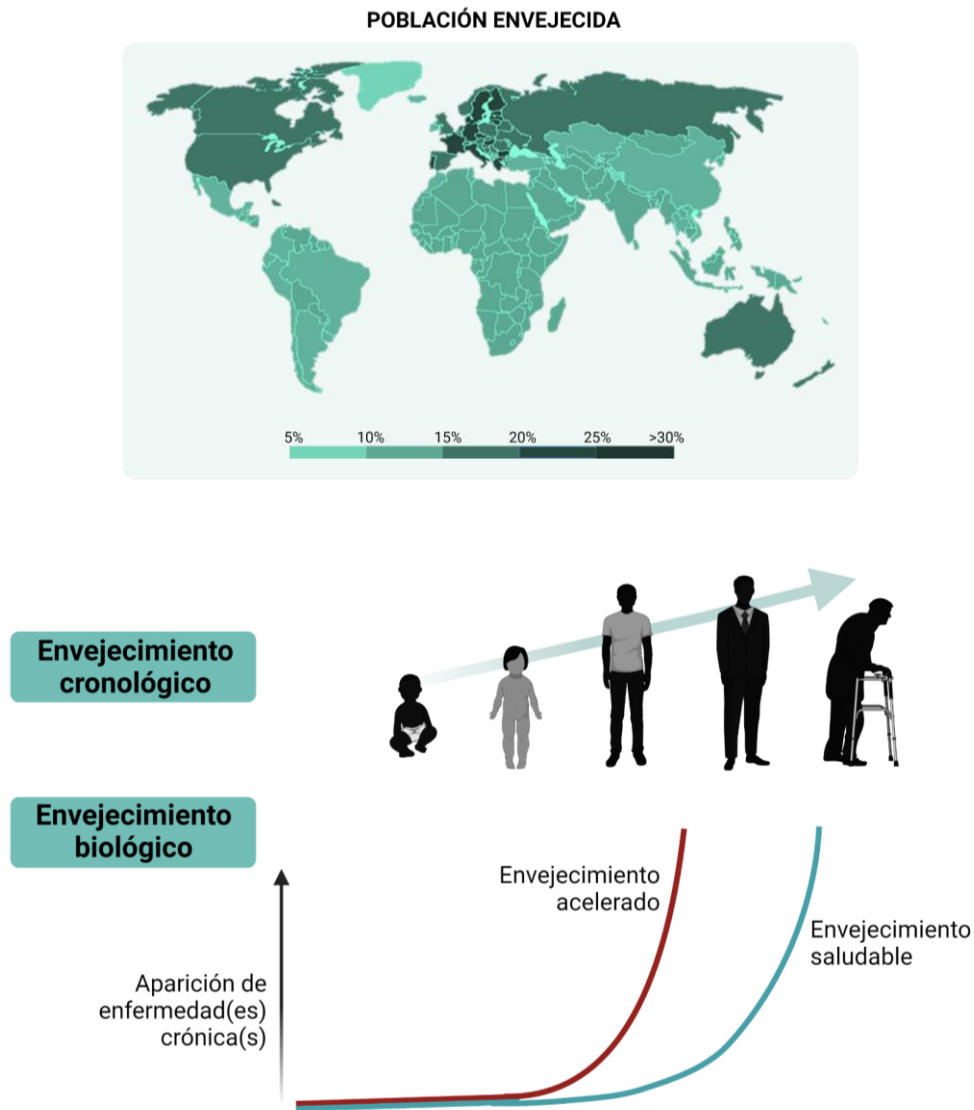 POBLACIÓN ENVEJECIDA
5% 10% 15% 20% 25% >30%
Envejecimiento
cronológico
Envejecimiento
biológico
Envejecimiento
acelerado
Envejecimiento
saludable
Aparición de
enfermedad(es)
crónica(s)